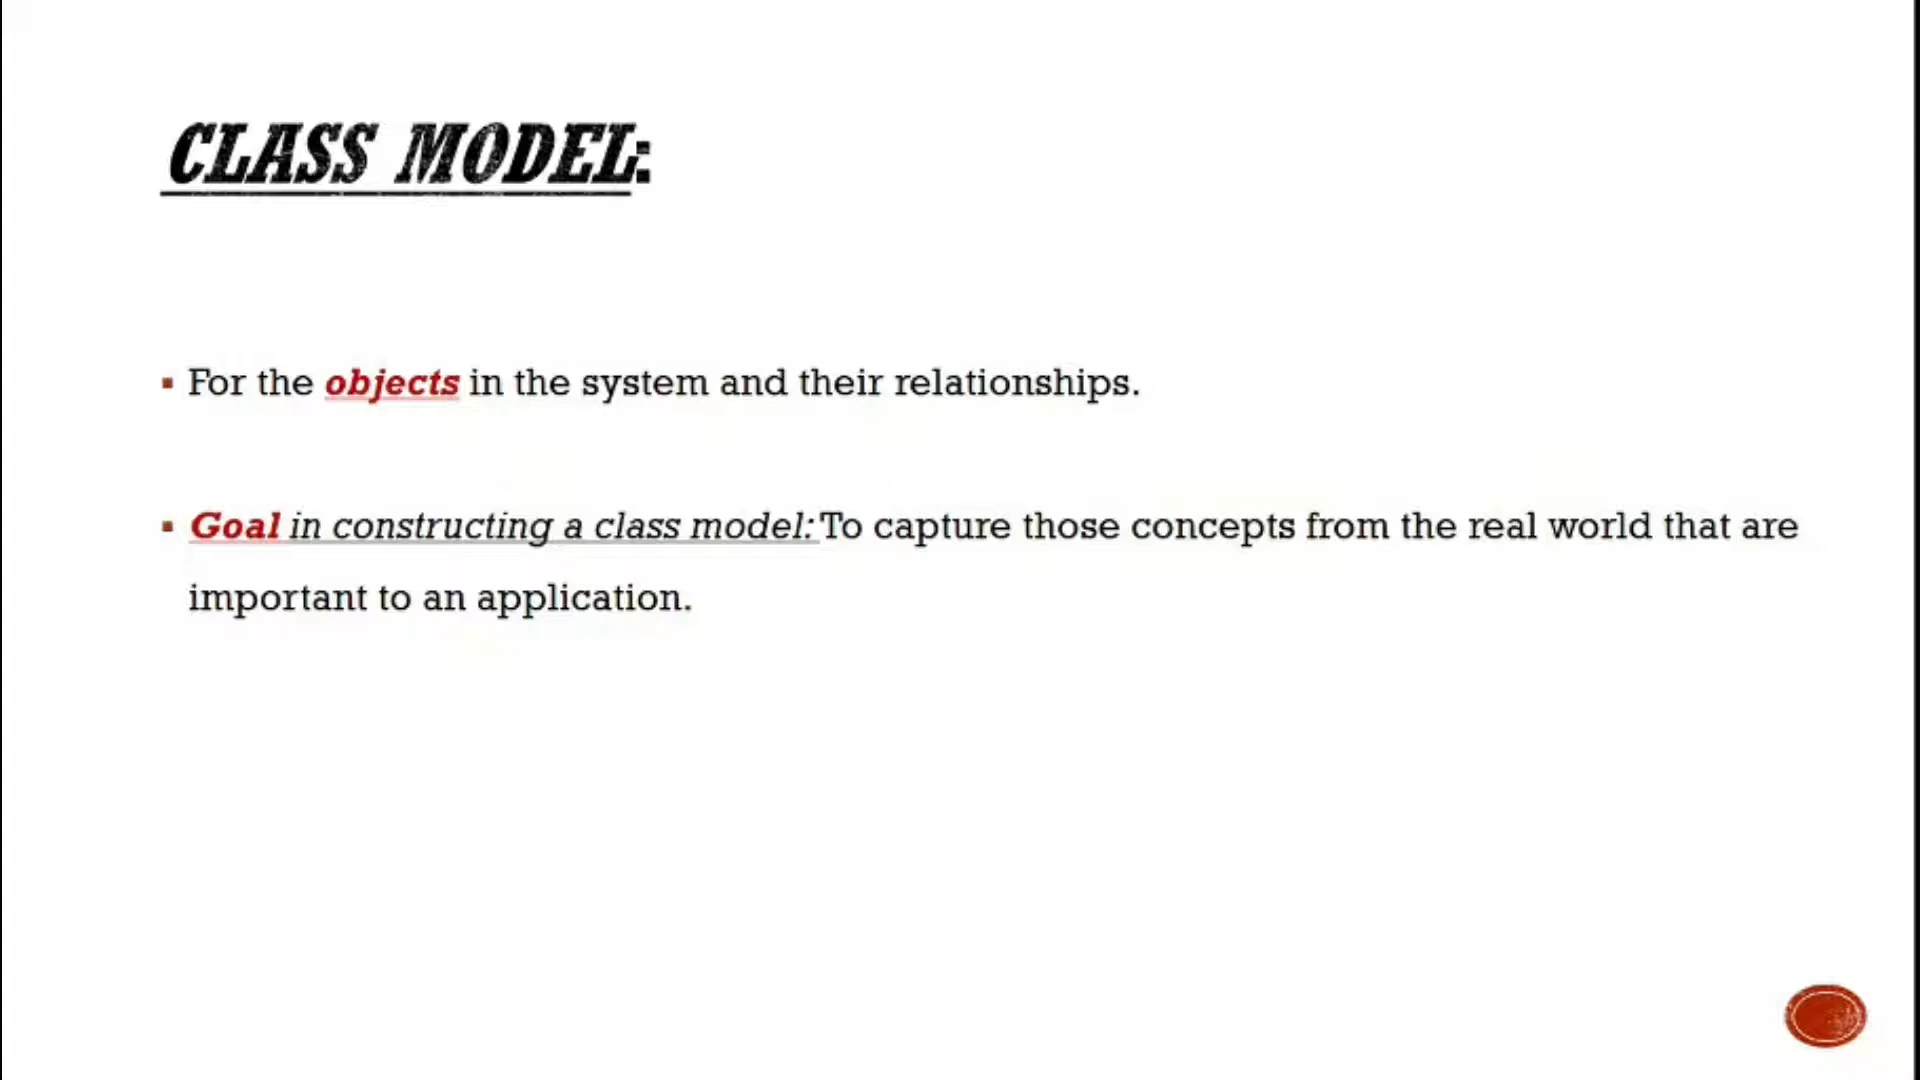 CLASS MODEL:
▪ For the objects in the system and their relationships.
▪ Goal in constructing a class model: To capture those concepts from the real world that are
important to an application.